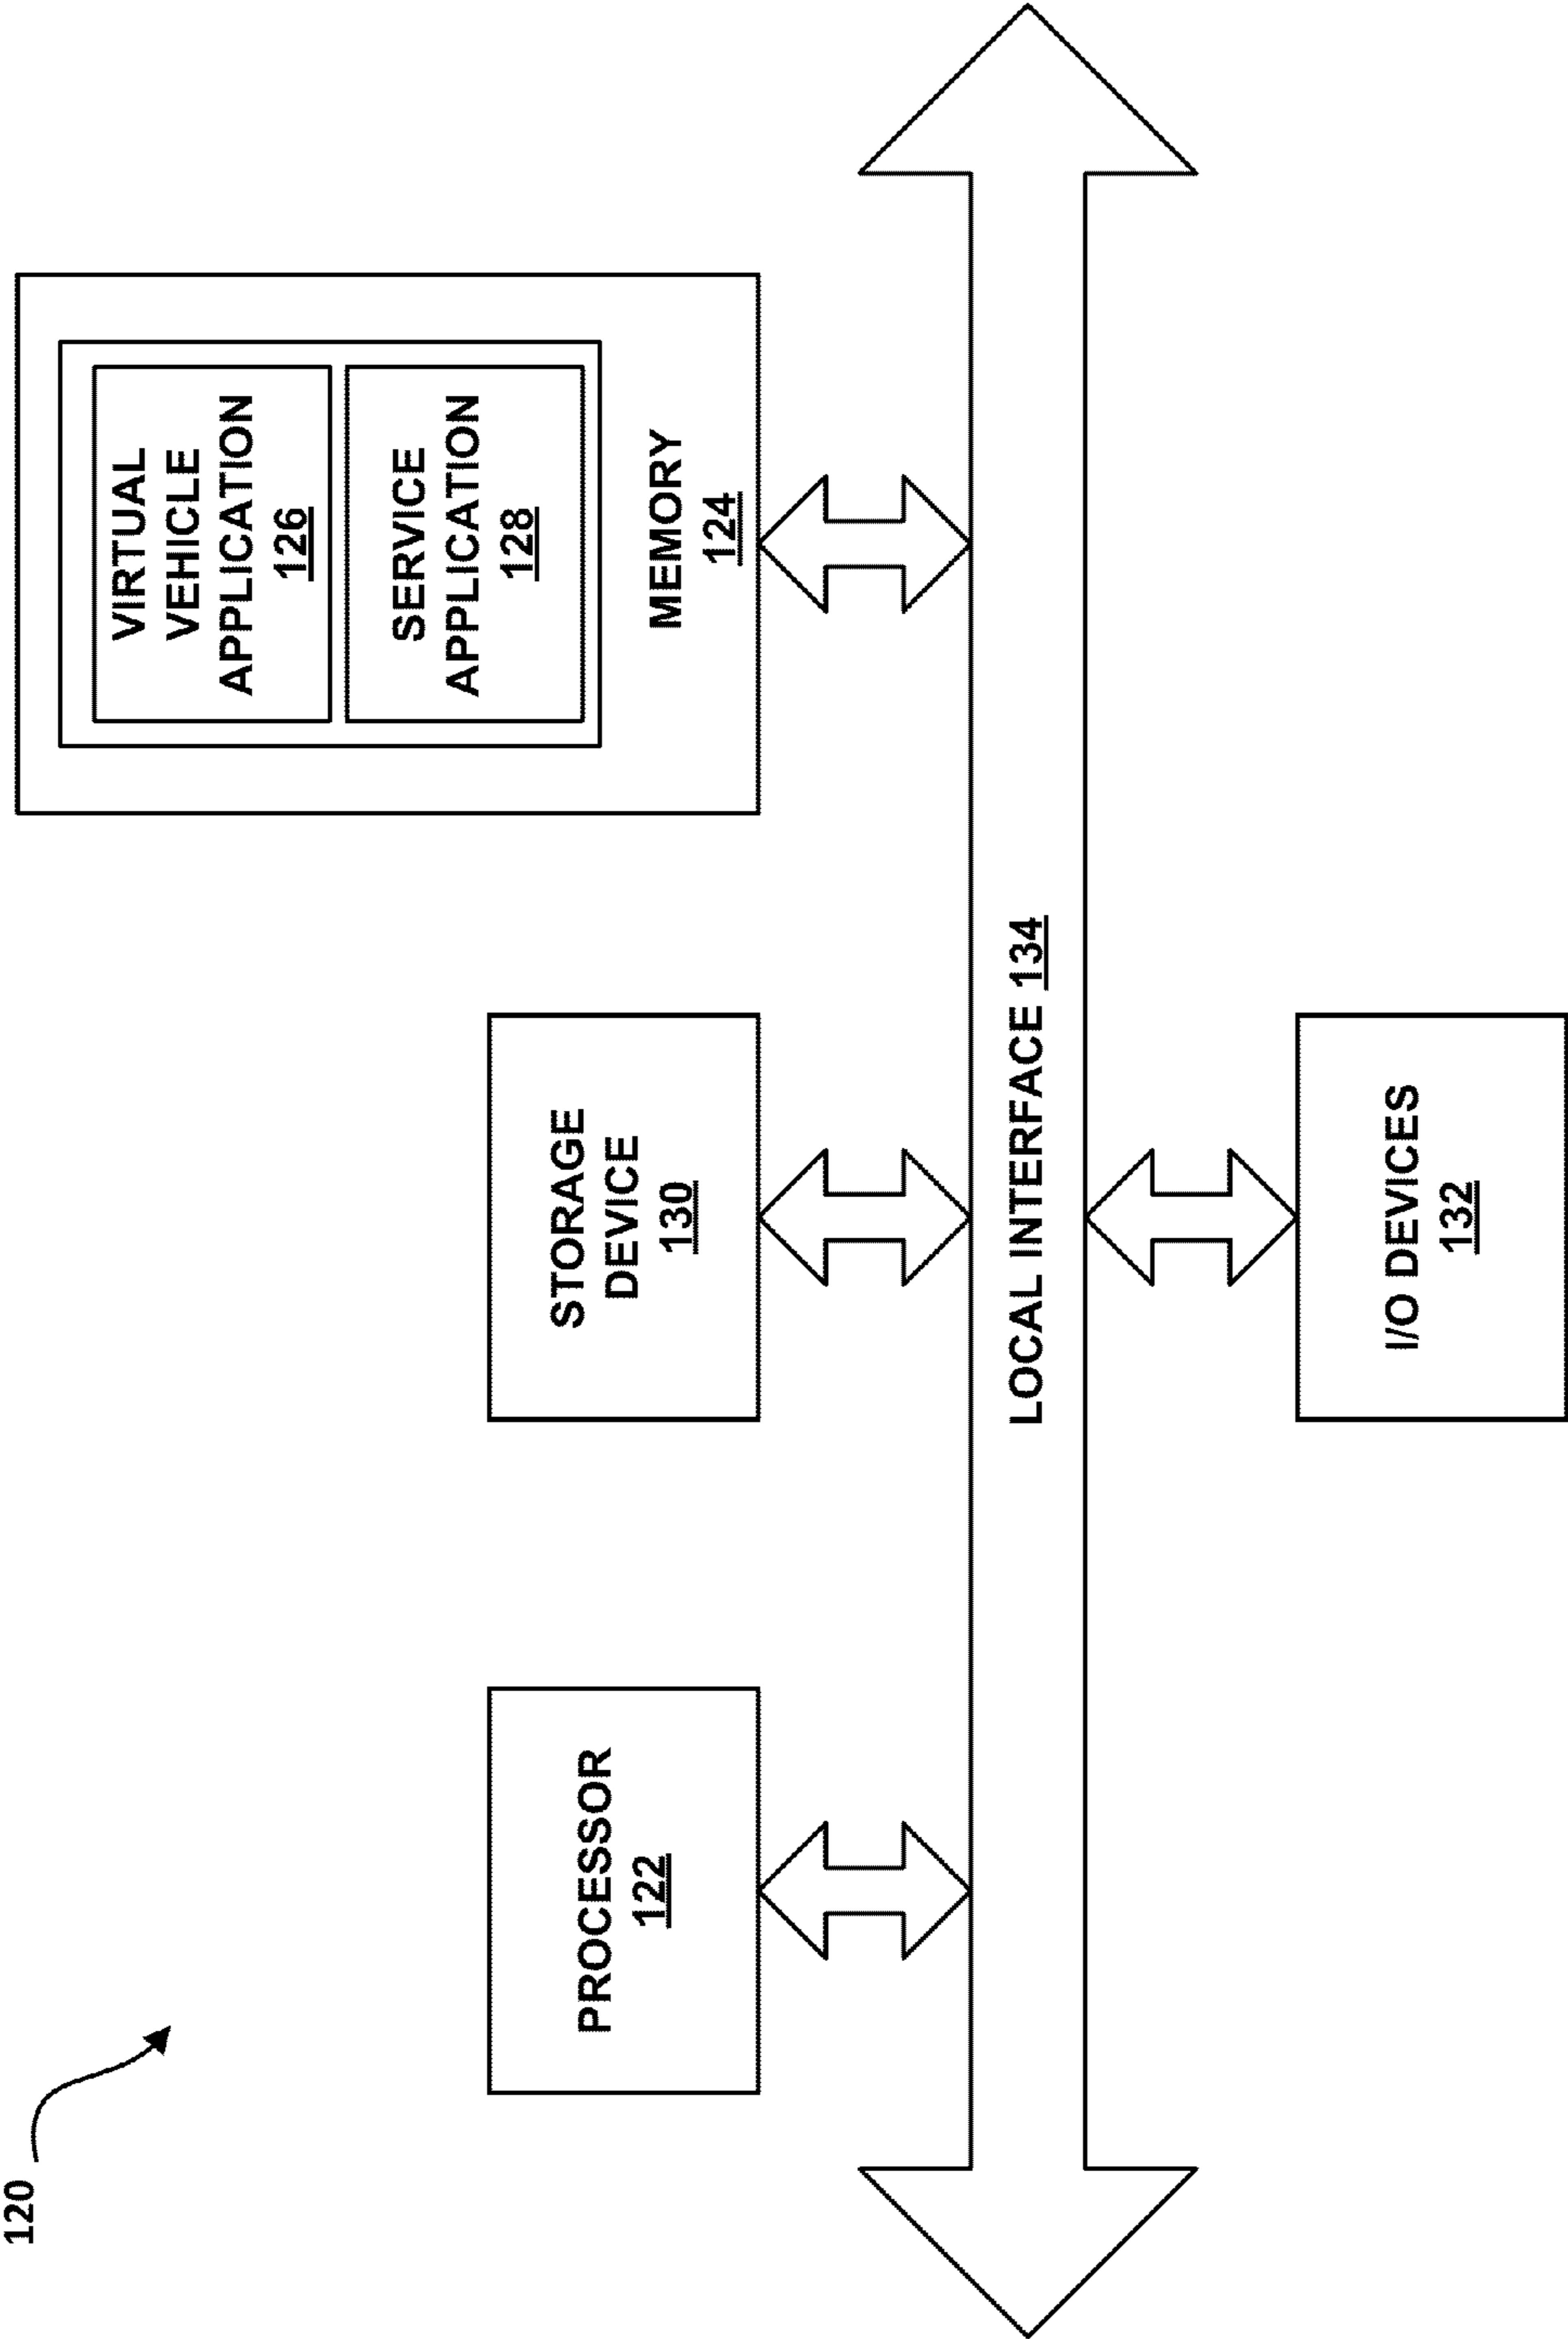 120
PROCESSOR
122
STORAGE
DEVICE
130
VIRTUAL
VEHICLE
APPLICATION
126
SERVICE
APPLICATION
128
MEMORY
124
LOCAL INTERFACE 134
I/O DEVICES
132